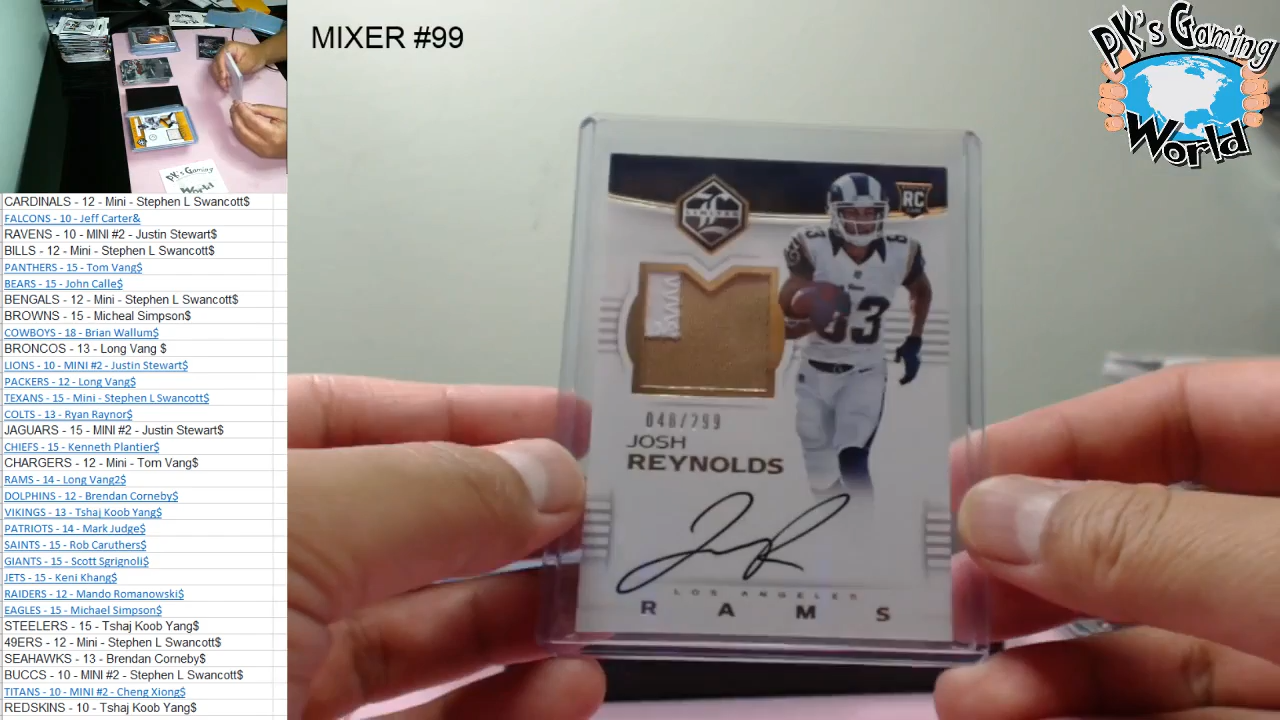 MIXER #99
PK's Gaming
World
PK's Gaming
World
CARDINALS - 12 - Mini - Stephen L Swancott$
FALCONS - 10 - Jeff Carter&
RAVENS - 10 - MINI #2 - Justin Stewart$
BILLS - 12 - Mini - Stephen L Swancott$
PANTHERS - 15 - Tom Vang$
BEARS - 15 - John Calle$
BENGALS - 12 - Mini - Stephen L Swancott$
BROWNS - 15 - Micheal Simpson$
COWBOYS - 18 - Brian Wallum$
BRONCOS - 13 - Long Vang $
LIONS - 10 - MINI #2 - Justin Stewart$
PACKERS - 12 - Long Vang$
TEXANS - 15 - Mini - Stephen L Swancott$
COLTS - 13 - Ryan Raynor$
JAGUARS - 15 - MINI #2 - Justin Stewart$
CHIEFS - 15 - Kenneth Plantier$
CHARGERS - 12 - Mini - Tom Vang$
RAMS - 14 - Long Vang2$
DOLPHINS - 12 - Brendan Corneby$
VIKINGS - 13 - Tshaj Koob Yang$
PATRIOTS - 14 - Mark Judge$
SAINTS - 15 - Rob Caruthers$
GIANTS - 15 - Scott Sgrignoli$
JETS - 15 - Keni Khang$
RAIDERS - 12 - Mando Romanowski$
EAGLES - 15 - Michael Simpson$
STEELERS - 15 - Tshaj Koob Yang$
49ERS - 12 - Mini - Stephen L Swancott$
SEAHAWKS - 13 - Brendan Corneby$
BUCCS - 10 - MINI #2 - Stephen L Swancott$
TITANS - 10 - MINI #2 - Cheng Xiong$
REDSKINS - 10 - Tshaj Koob Yang$
LIMITED
RC
83
83
048/299
JOSH
REYNOLDS
LOS ANGELES
RAMS